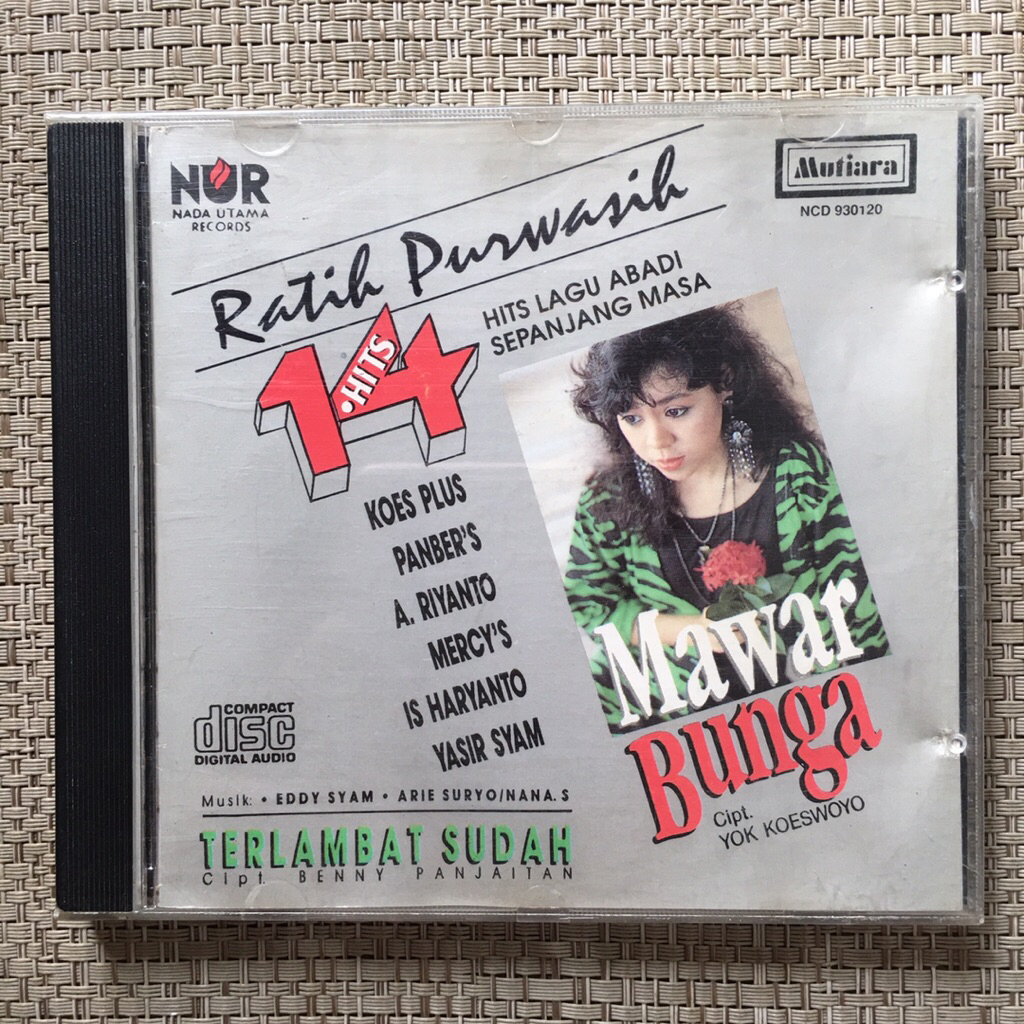 NUR
NADA UTAMA
RECORDS
Mutiara
NCD 930120
Ratih Purwasih
14 •HITS
HITS LAGU ABADI
SEPANJANG MASA
KOES PLUS
PANBER'S
A. RIYANTO
MERCY'S
IS HARYANTO
YASIR SYAM
Mawar
Bunga
Cipt.
YOK KOESWOYO
COMPACT
disc
DIGITAL AUDIO
Musik: • EDDY SYAM • ARIE SURYO/NANA. S
TERLAMBAT SUDAH
Cipt. BENNY PANJAITAN